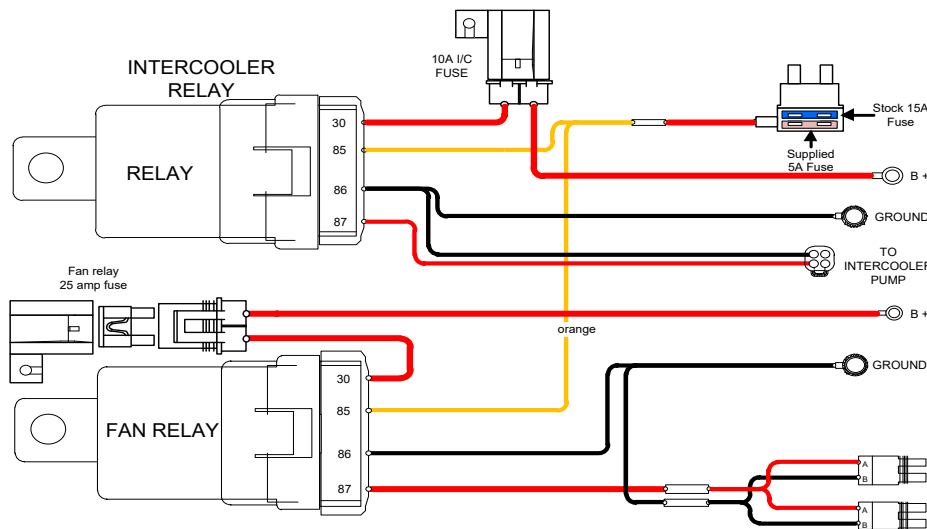 INTERCOOLER
RELAY
10A I/C
FUSE
Stock 15A
Fuse
Supplied
5A Fuse
30
85
86
87
RELAY
B +
GROUND
TO
INTERCOOLER
PUMP
Fan relay
25 amp fuse
B +
orange
GROUND
30
85
86
87
FAN RELAY
A
B
A
B